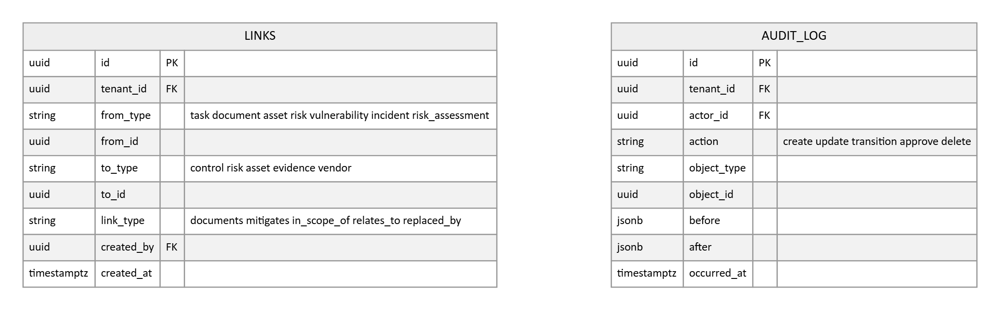 LINKS
uuid id PK
uuid tenant_id FK
string from_type task document asset risk vulnerability incident risk_assessment
uuid from_id
string to_type control risk asset evidence vendor
uuid to_id
string link_type documents mitigates in_scope_of relates_to replaced_by
uuid created_by FK
timestamptz created_at
AUDIT_LOG
uuid id PK
uuid tenant_id FK
uuid actor_id FK
string action create update transition approve delete
string object_type
uuid object_id
jsonb before
jsonb after
timestamptz occurred_at